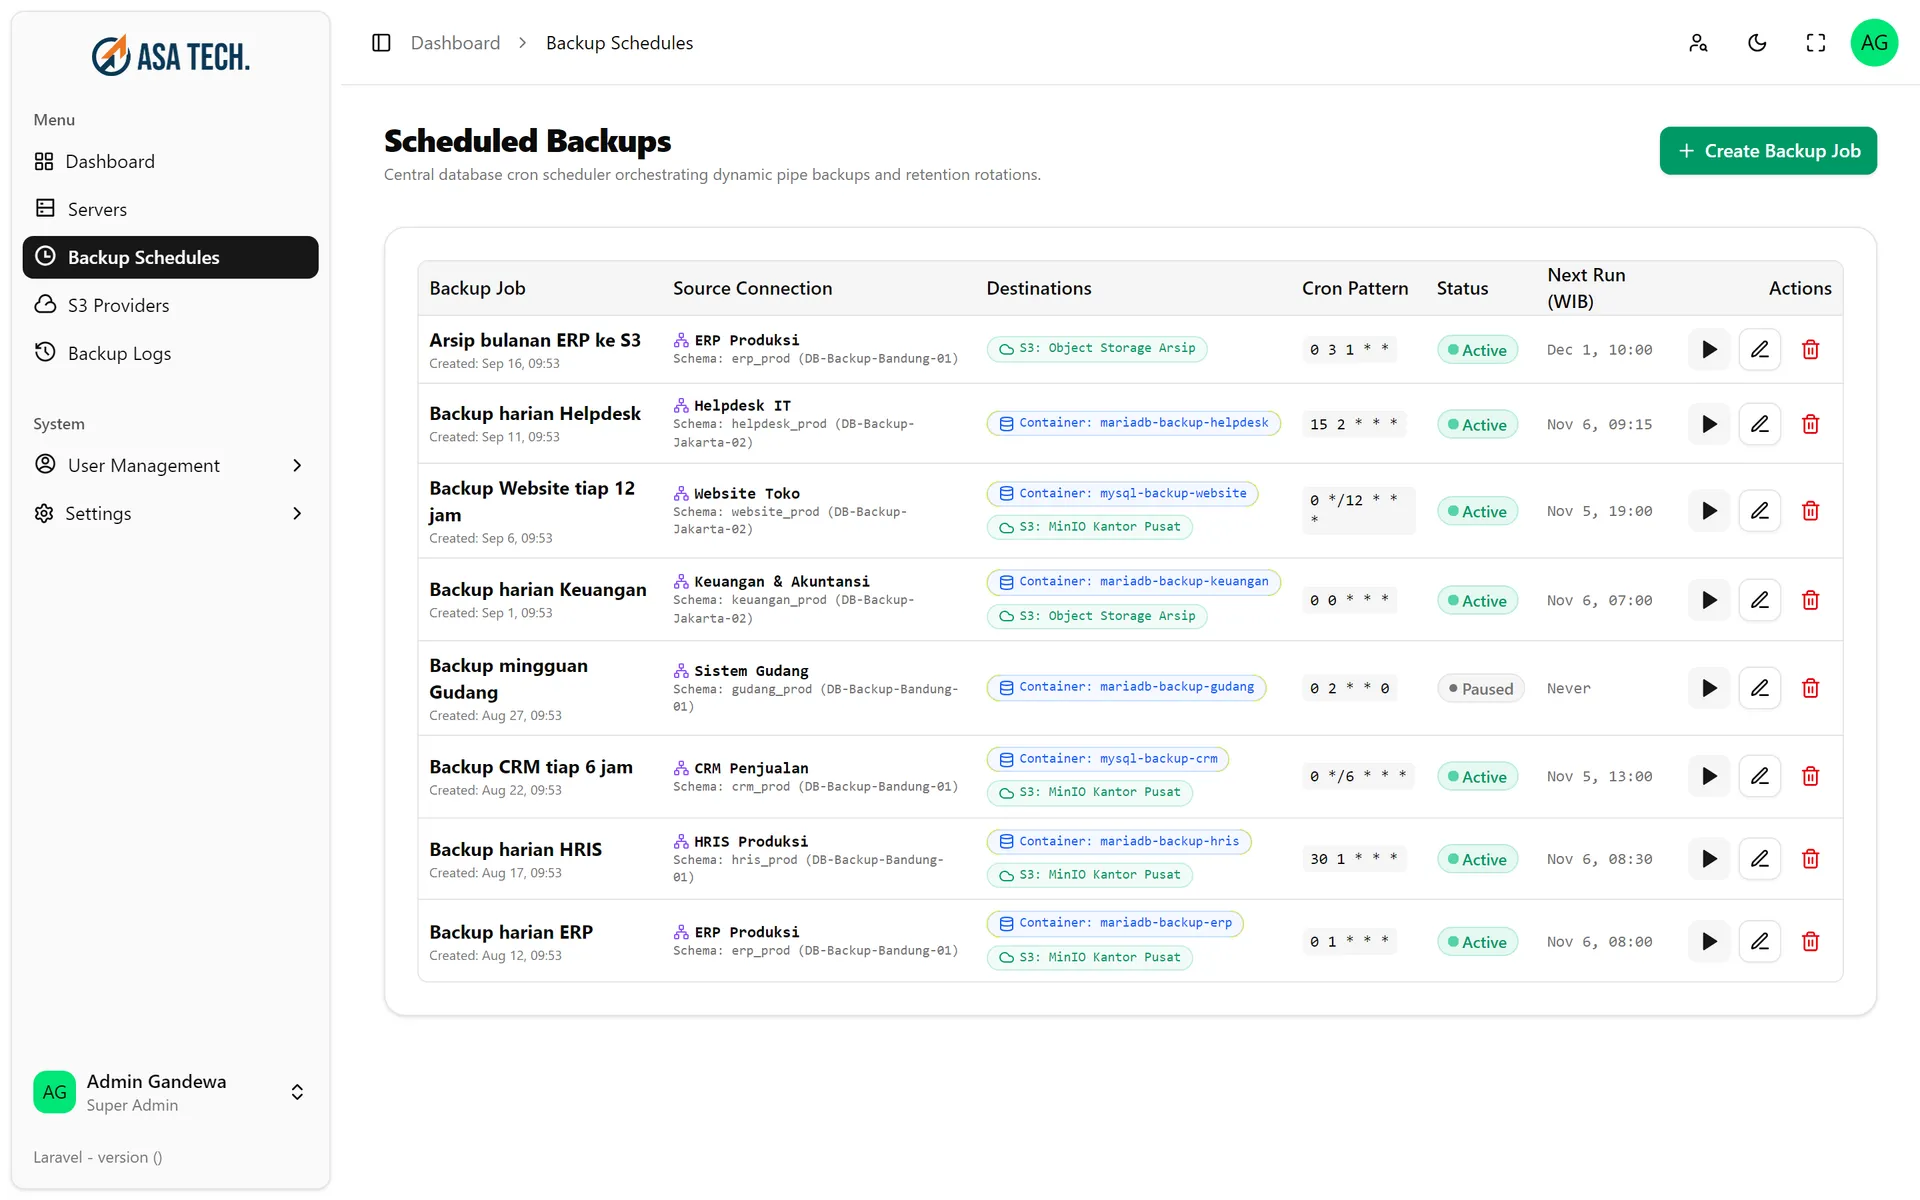 ASA TECH.
Menu
Dashboard
Servers
Backup Schedules
S3 Providers
Backup Logs
System
User Management
Settings
AG
Admin Gandewa
Super Admin
Laravel - version ()
Dashboard
Backup Schedules
AG
Scheduled Backups
Central database cron scheduler orchestrating dynamic pipe backups and retention rotations.
+ Create Backup Job
Backup Job
Source Connection
Destinations
Cron Pattern
Status
Next Run
(WIB)
Actions
Arsip bulanan ERP ke S3
Created: Sep 16, 09:53
ERP Produksi
Schema: erp_prod (DB-Backup-Bandung-01)
S3: Object Storage Arsip
0 3 1 * *
Active
Dec 1, 10:00
Backup harian Helpdesk
Created: Sep 11, 09:53
Helpdesk IT
Schema: helpdesk_prod (DB-Backup-
Jakarta-02)
Container: mariadb-backup-helpdesk
15 2 * * *
Active
Nov 6, 09:15
Backup Website tiap 12
jam
Created: Sep 6, 09:53
Website Toko
Schema: website_prod (DB-Backup-
Jakarta-02)
Container: mysql-backup-website
S3: MinIO Kantor Pusat
0 */12 * *
*
Active
Nov 5, 19:00
Backup harian Keuangan
Created: Sep 1, 09:53
Keuangan & Akuntansi
Schema: keuangan_prod (DB-Backup-
Jakarta-02)
Container: mariadb-backup-keuangan
S3: Object Storage Arsip
0 0 * * *
Active
Nov 6, 07:00
Backup mingguan
Gudang
Created: Aug 27, 09:53
Sistem Gudang
Schema: gudang_prod (DB-Backup-Bandung-
01)
Container: mariadb-backup-gudang
0 2 * * 0
Paused
Never
Backup CRM tiap 6 jam
Created: Aug 22, 09:53
CRM Penjualan
Schema: crm_prod (DB-Backup-Bandung-01)
Container: mysql-backup-crm
S3: MinIO Kantor Pusat
0 */6 * * *
Active
Nov 5, 13:00
Backup harian HRIS
Created: Aug 17, 09:53
HRIS Produksi
Schema: hris_prod (DB-Backup-Bandung-
01)
Container: mariadb-backup-hris
S3: MinIO Kantor Pusat
30 1 * * *
Active
Nov 6, 08:30
Backup harian ERP
Created: Aug 12, 09:53
ERP Produksi
Schema: erp_prod (DB-Backup-Bandung-01)
Container: mariadb-backup-erp
S3: MinIO Kantor Pusat
0 1 * * *
Active
Nov 6, 08:00